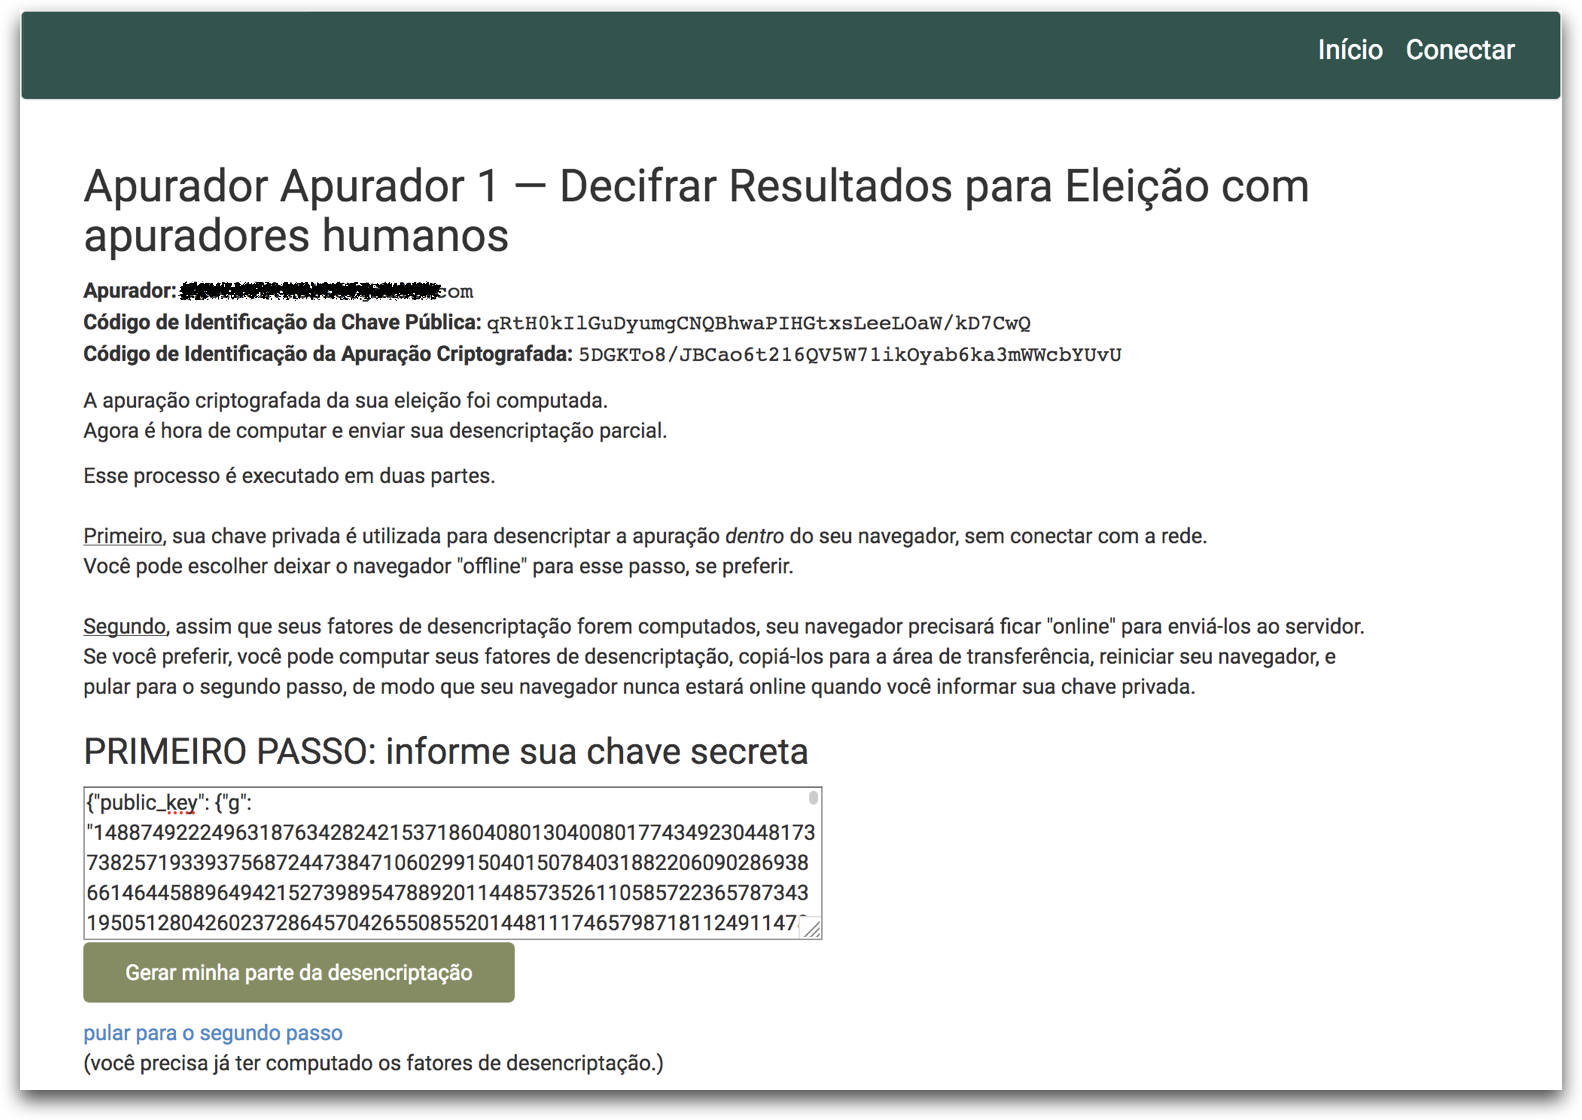 Início Conectar
Apurador Apurador 1 — Decifrar Resultados para Eleição com
apuradores humanos
Apurador: com
Código de Identificação da Chave Pública: qRtH0kIlGuDyumgCNQBhwaPIHGtxsLeeLOaW/kD7CwQ
Código de Identificação da Apuração Criptografada: 5DGKTo8/JBCao6t216QV5W71ikOyab6ka3mWWcbYUvU
A apuração criptografada da sua eleição foi computada.
Agora é hora de computar e enviar sua desencriptação parcial.
Esse processo é executado em duas partes.
Primeiro, sua chave privada é utilizada para desencriptar a apuração dentro do seu navegador, sem conectar com a rede.
Você pode escolher deixar o navegador "offline" para esse passo, se preferir.
Segundo, assim que seus fatores de desencriptação forem computados, seu navegador precisará ficar "online" para enviá-los ao servidor.
Se você preferir, você pode computar seus fatores de desencriptação, copiá-los para a área de transferência, reiniciar seu navegador, e
pular para o segundo passo, de modo que seu navegador nunca estará online quando você informar sua chave privada.
PRIMEIRO PASSO: informe sua chave secreta
{"public_key": {"g":
"14887492224963187634282421537186040801304008017743492304481737
382571933937568724473847106029915040150784031882206090286938
661464458896494215273989547889201144857352611058572236578734​3
195051280426023728645704265508552014481111746579871811249114​7
Gerar minha parte da desencriptação
pular para o segundo passo
(você precisa já ter computado os fatores de desencriptação.)